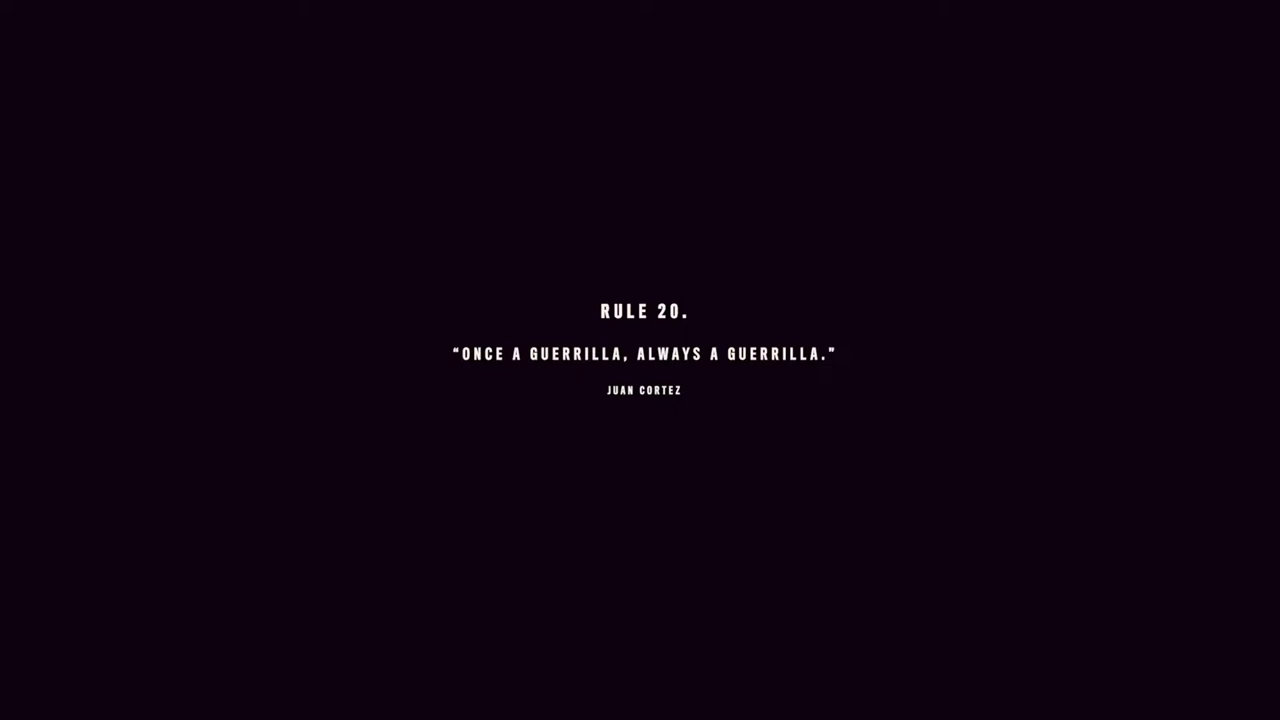 RULE 20.
“ONCE A GUERRILLA, ALWAYS A GUERRILLA.”
JUAN CORTEZ